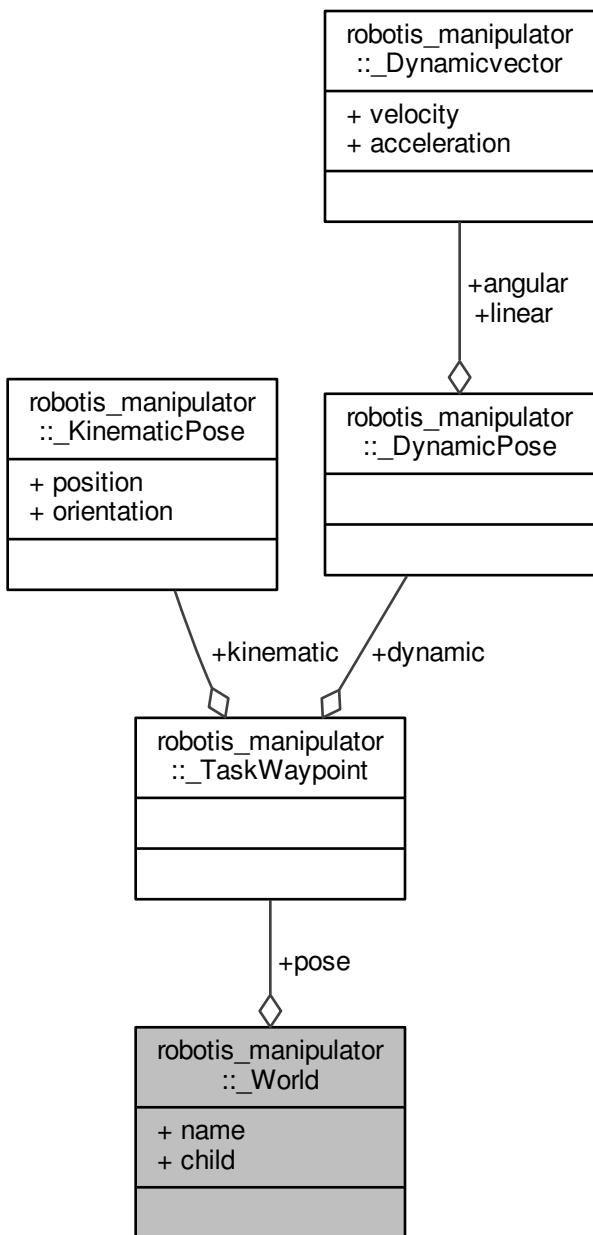 robotis_manipulator
::_Dynamicvector
+ velocity
+ acceleration
+angular
+linear
robotis_manipulator
::_KinematicPose
+ position
+ orientation
robotis_manipulator
::_DynamicPose
+kinematic
+dynamic
robotis_manipulator
::_TaskWaypoint
+pose
robotis_manipulator
::_World
+ name
+ child